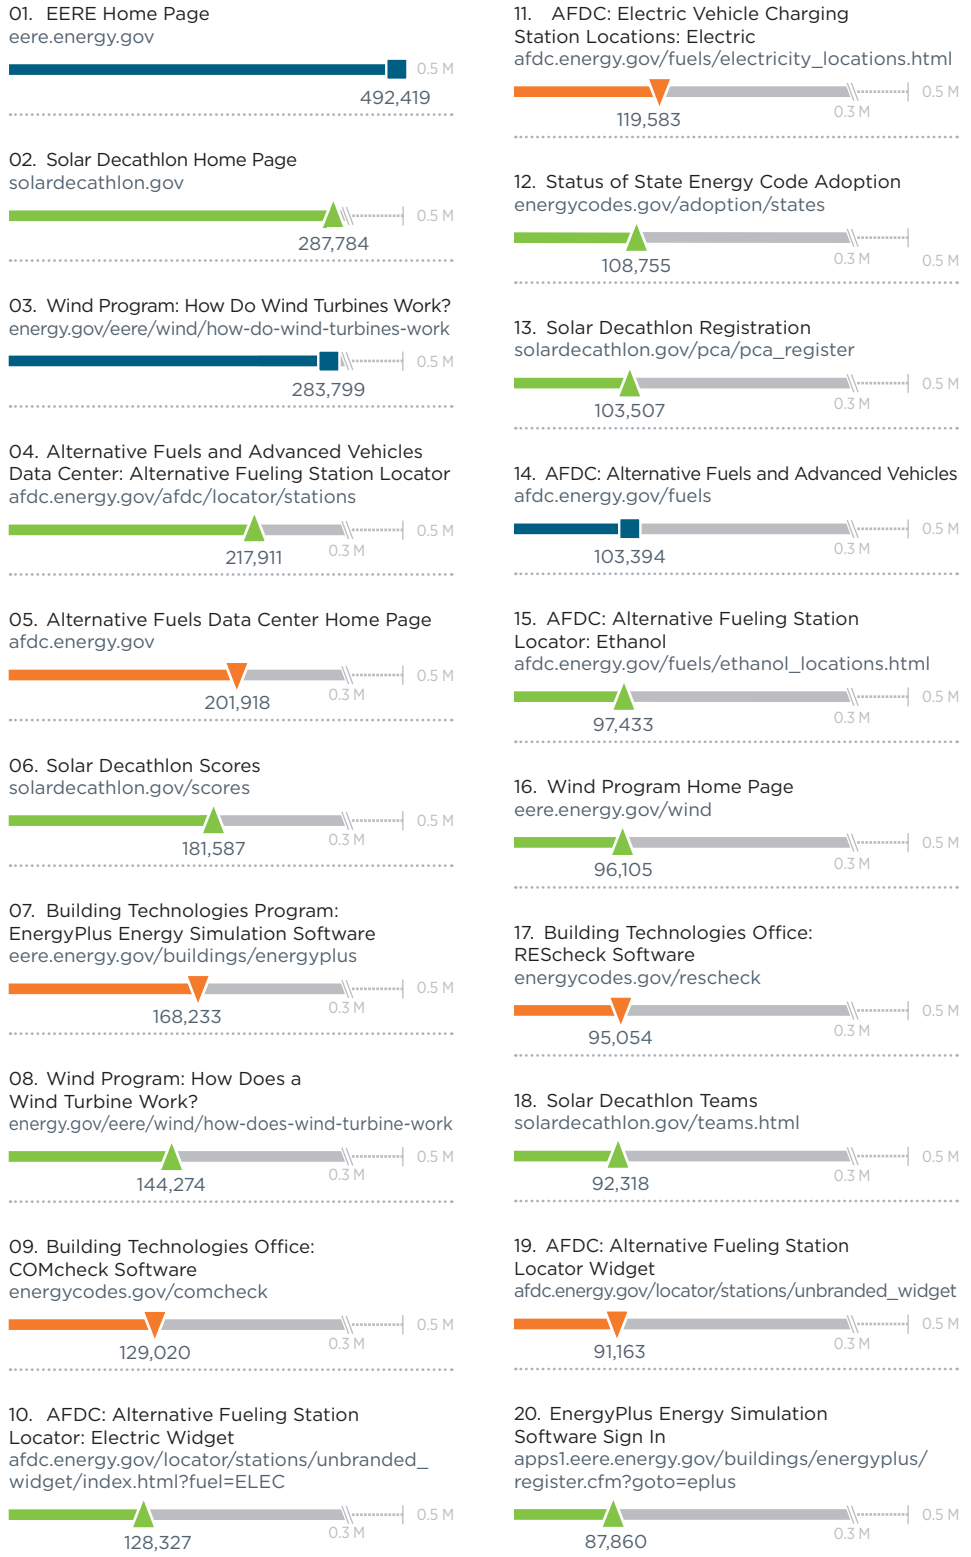 01. EERE Home Page
eere.energy.gov
0.5 M
492,419
02. Solar Decathlon Home Page
solardecathlon.gov
0.5 M
287,784
03. Wind Program: How Do Wind Turbines Work?
energy.gov/eere/wind/how-do-wind-turbines-work
0.5 M
283,799
04. Alternative Fuels and Advanced Vehicles
Data Center: Alternative Fueling Station Locator
afdc.energy.gov/afdc/locator/stations
0.5 M
0.3 M
217,911
05. Alternative Fuels Data Center Home Page
afdc.energy.gov
0.5 M
0.3 M
201,918
06. Solar Decathlon Scores
solardecathlon.gov/scores
0.5 M
0.3 M
181,587
07. Building Technologies Program:
EnergyPlus Energy Simulation Software
eere.energy.gov/buildings/energyplus
0.5 M
0.3 M
168,233
08. Wind Program: How Does a
Wind Turbine Work?
energy.gov/eere/wind/how-does-wind-turbine-work
0.5 M
0.3 M
144,274
09. Building Technologies Office:
COMcheck Software
energycodes.gov/comcheck
0.5 M
0.3 M
129,020
10. AFDC: Alternative Fueling Station
Locator: Electric Widget
afdc.energy.gov/locator/stations/unbranded_
widget/index.html?fuel=ELEC
0.5 M
0.3 M
128,327
11. AFDC: Electric Vehicle Charging
Station Locations: Electric
afdc.energy.gov/fuels/electricity_locations.html
0.5 M
0.3 M
119,583
12. Status of State Energy Code Adoption
energycodes.gov/adoption/states
0.3 M
0.5 M
108,755
13. Solar Decathlon Registration
solardecathlon.gov/pca/pca_register
0.5 M
0.3 M
103,507
14. AFDC: Alternative Fuels and Advanced Vehicles
afdc.energy.gov/fuels
0.5 M
0.3 M
103,394
15. AFDC: Alternative Fueling Station
Locator: Ethanol
afdc.energy.gov/fuels/ethanol_locations.html
0.5 M
0.3 M
97,433
16. Wind Program Home Page
eere.energy.gov/wind
0.5 M
0.3 M
96,105
17. Building Technologies Office:
REScheck Software
energycodes.gov/rescheck
0.5 M
0.3 M
95,054
18. Solar Decathlon Teams
solardecathlon.gov/teams.html
0.5 M
0.3 M
92,318
19. AFDC: Alternative Fueling Station
Locator Widget
afdc.energy.gov/locator/stations/unbranded_widget
0.5 M
0.3 M
91,163
20. EnergyPlus Energy Simulation
Software Sign In
apps1.eere.energy.gov/buildings/energyplus/
register.cfm?goto=eplus
0.5 M
0.3 M
87,860